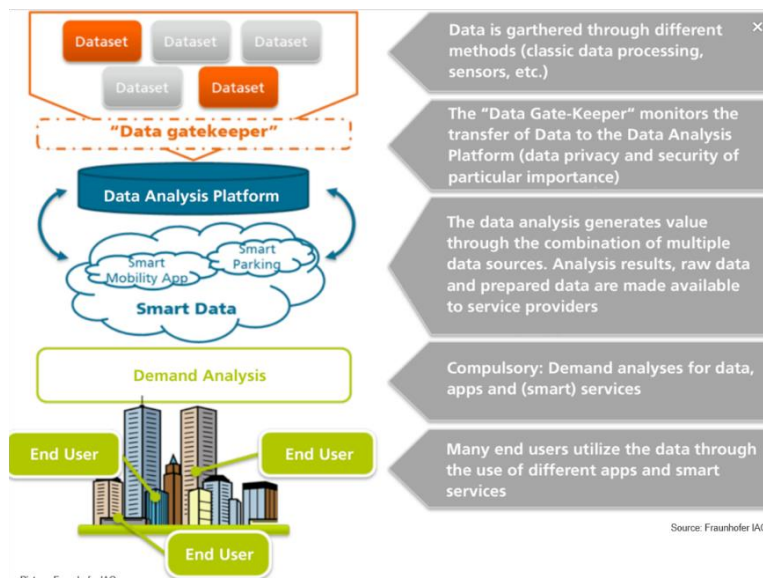 Dataset
Dataset
Dataset
Dataset
Dataset
"Data gatekeeper"
Data Analysis Platform
Smart
Mobility App
Smart
Parking
Smart Data
Demand Analysis
End User
End User
End User
Data is garthered through different
methods (classic data processing,
sensors, etc.)
The "Data Gate-Keeper" monitors the
transfer of Data to the Data Analysis
Platform (data privacy and security of
particular importance)
The data analysis generates value
through the combination of multiple
data sources. Analysis results, raw data
and prepared data are made available
to service providers
Compulsory: Demand analyses for data,
apps and (smart) services
Many end users utilize the data through
the use of different apps and smart
services
Source: Fraunhofer IAO